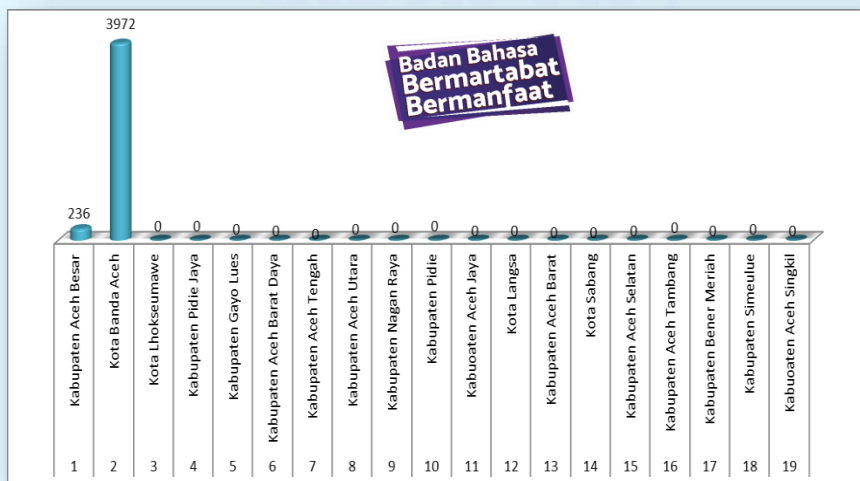 3972
Badan Bahasa
Bermartabat
Bermanfaat
236
0 0 0 0 0 0 0 0 0 0 0 0 0 0 0 0 0
Kabupaten Aceh Besar
Kota Banda Aceh
Kota Lhokseumawe
Kabupaten Pidie Jaya
Kabupaten Gayo Lues
Kabupaten Aceh Barat Daya
Kabupaten Aceh Tengah
Kabupaten Aceh Utara
Kabupaten Nagan Raya
Kabupaten Pidie
Kabuoaten Aceh Jaya
Kota Langsa
Kabupaten Aceh Barat
Kota Sabang
Kabupaten Aceh Selatan
Kabupaten Aceh Tambang
Kabupaten Bener Meriah
Kabupaten Simeulue
Kabuoaten Aceh Singkil
1 2 3 4 5 6 7 8 9 10 11 12 13 14 15 16 17 18 19